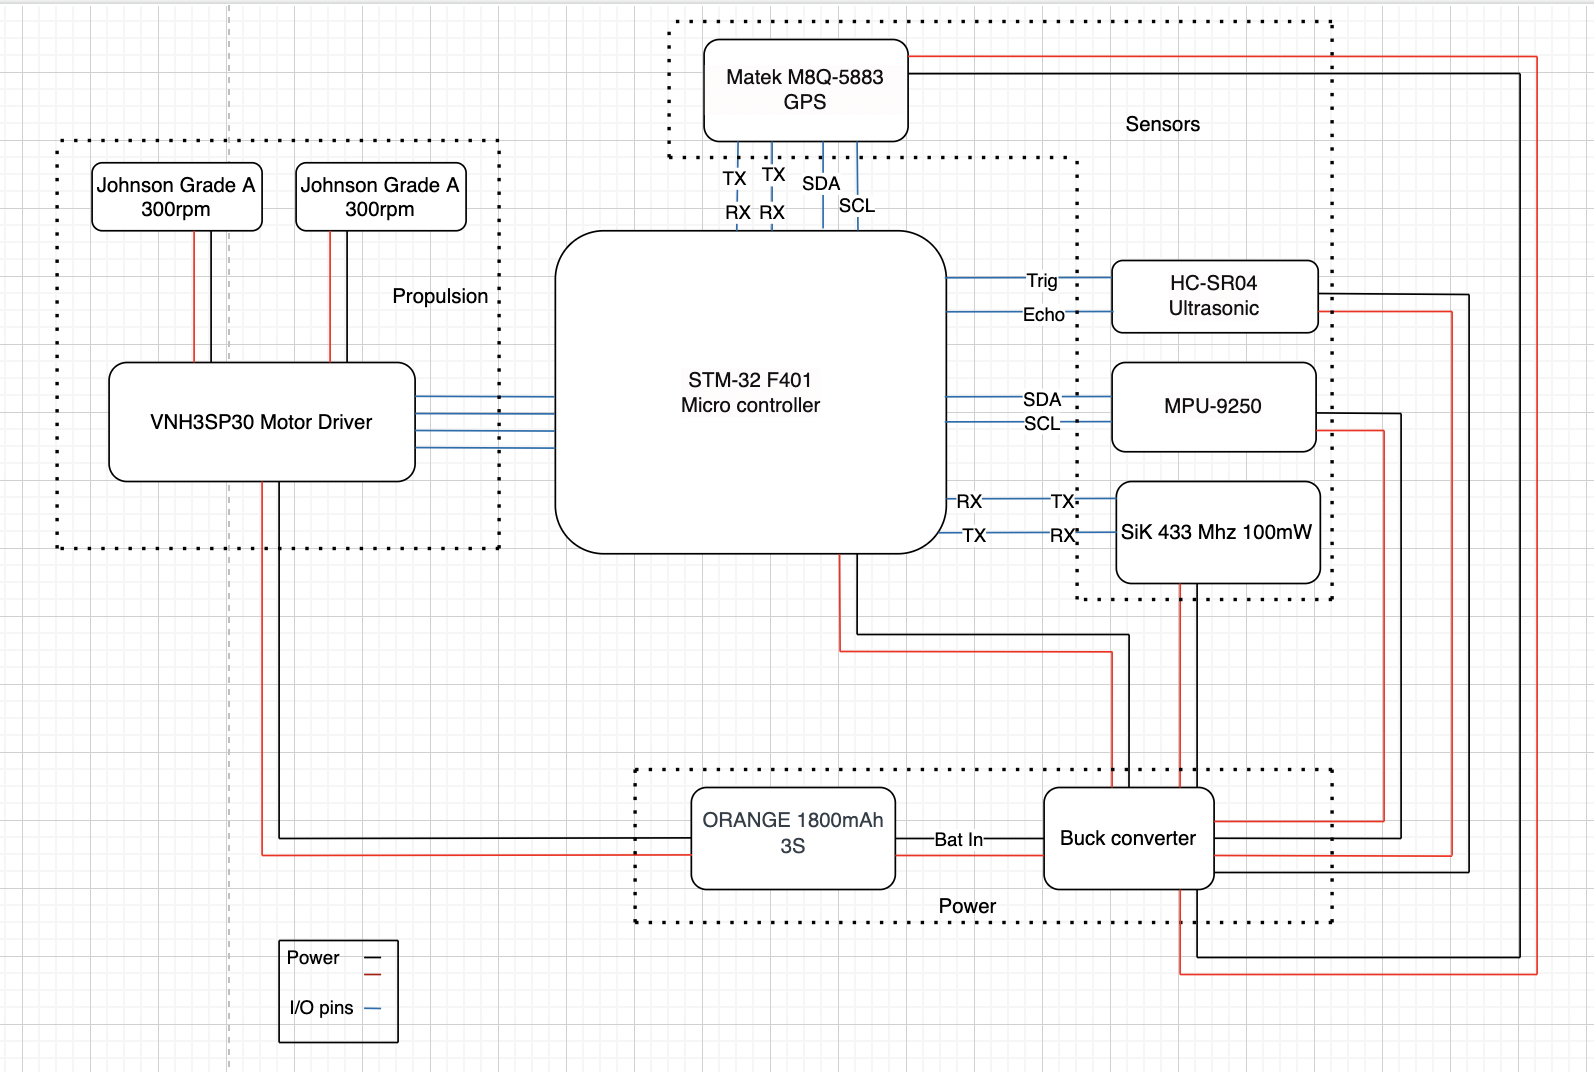 Matek M8Q-5883
GPS
Sensors
TX
TX
SDA
SCL
RX
RX
Johnson Grade A
300rpm
Johnson Grade A
300rpm
Propulsion
VNH3SP30 Motor Driver
STM-32 F401
Micro controller
Trig
Echo
HC-SR04
Ultrasonic
SDA
SCL
MPU-9250
RX
TX
TX
RX
SiK 433 Mhz 100mW
ORANGE 1800mAh
3S
Bat In
Buck converter
Power
Power
I/O pins